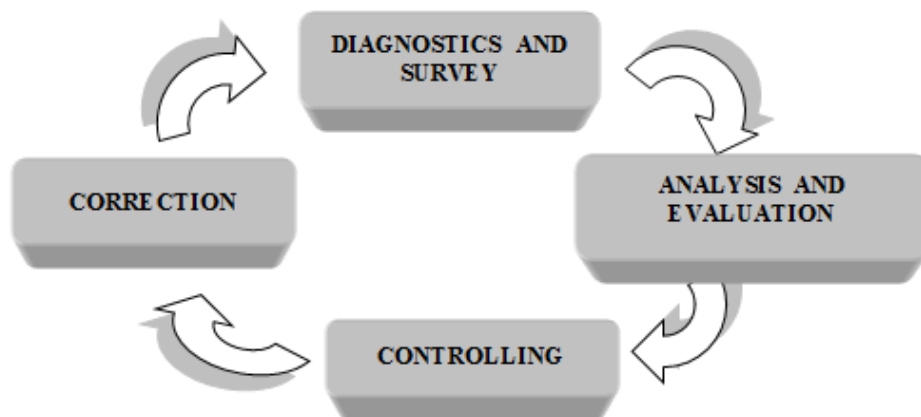 DIAGNOSTICS AND
SURVEY
ANALYSIS AND
EVALUATION
CORRECTION
CONTROLLING